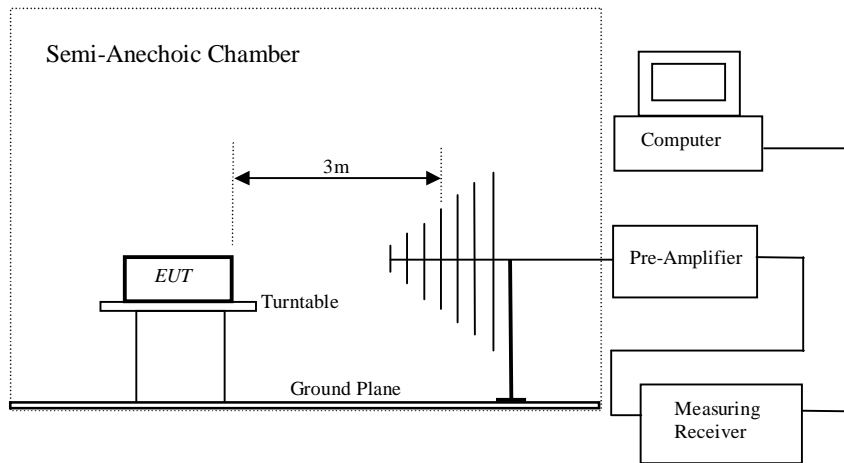 Semi-Anechoic Chamber
Computer
3m
Pre-Amplifier
EUT
Turntable
Ground Plane
Measuring
Receiver